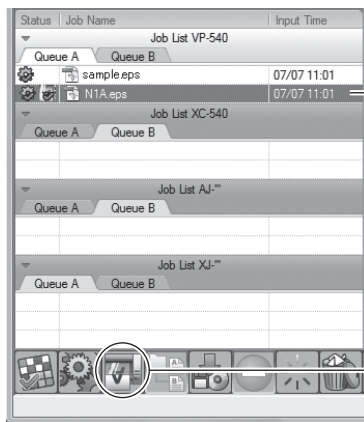 Status Job Name Input Time
Job List VP-540
Queue A Queue B
sample.eps 07/07 11:01
N1A.eps 07/07 11:01
Job List XC-540
Queue A Queue B
Job List AJ-""
Queue A Queue B
Job List XJ-""
Queue A Queue B
A
B